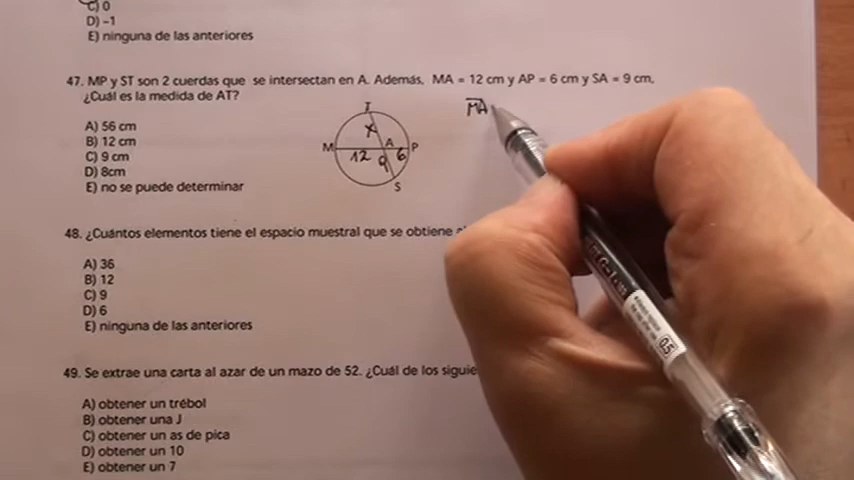 C) 0
D) -1
E) ninguna de las anteriores
47. MP y ST son 2 cuerdas que se intersectan en A. Además, MA = 12 cm y AP = 6 cm y SA = 9 cm,
¿Cuál es la medida de AT?
A) 56 cm
B) 12 cm
C) 9 cm
D) 8cm
E) no se puede determinar
T
X
M
A
P
12
9
6
S
MA
48. ¿Cuántos elementos tiene el espacio muestral que se obtiene
A) 36
B) 12
C) 9
D) 6
E) ninguna de las anteriores
49. Se extrae una carta al azar de un mazo de 52. ¿Cuál de los
A) obtener un trébol
B) obtener una J
C) obtener un as de pica
D) obtener un 10
E) obtener un 7
0.5